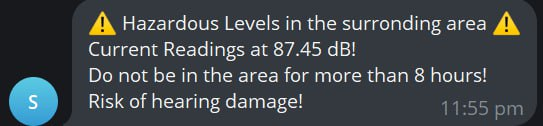 ⚠️ Hazardous Levels in the surronding area ⚠️
Current Readings at 87.45 dB!
Do not be in the area for more than 8 hours!
Risk of hearing damage!
S
11:55 pm